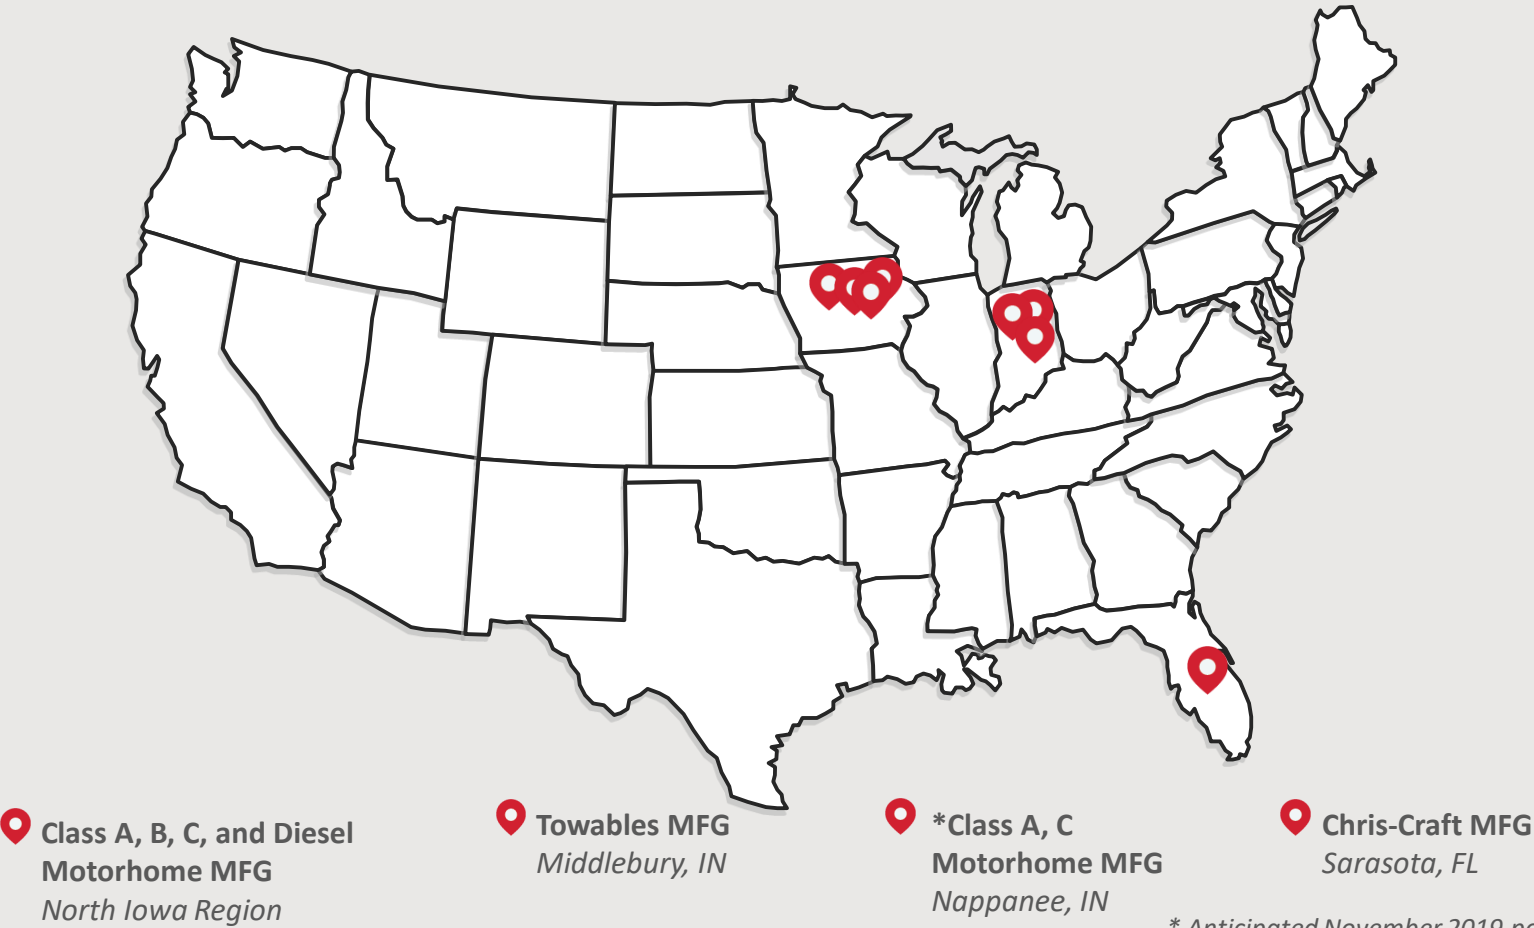 Class A, B, C, and Diesel
Motorhome MFG
North Iowa Region
Towables MFG
Middlebury, IN
*Class A, C
Motorhome MFG
Nappanee, IN
Chris-Craft MFG
Sarasota, FL
* Anticipated November 2019